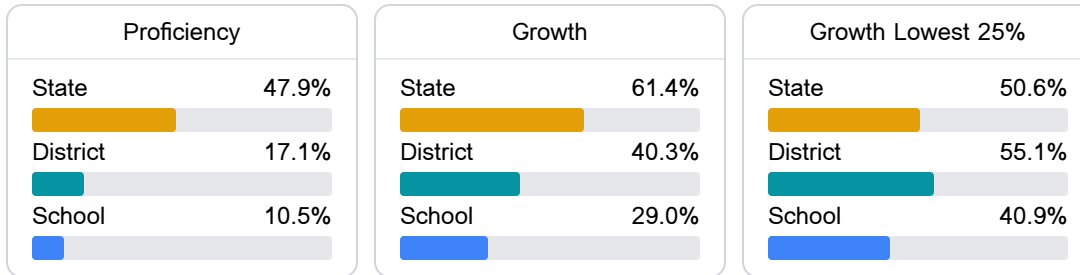 Proficiency
State 47.9%
District 17.1%
School 10.5%
Growth
State 61.4%
District 40.3%
School 29.0%
Growth Lowest 25%
State 50.6%
District 55.1%
School 40.9%